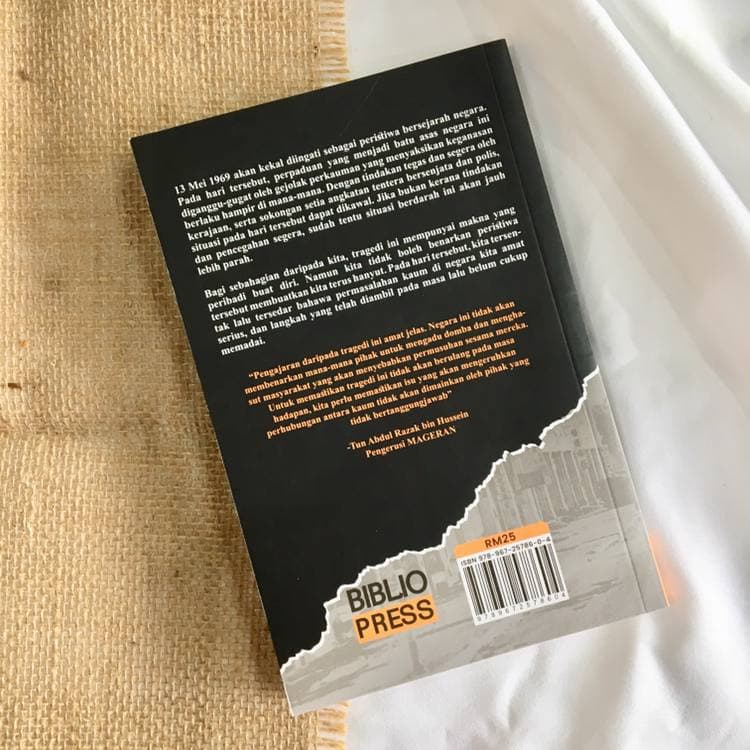 13 Mei 1969 akan kekal diingati sebagai peristiwa bersejarah negara.
Pada hari tersebut, perpaduan yang menjadi batu asas negara ini
diganggu-gugat oleh gejolak perkauman yang menyaksikan keganasan
berlaku hampir di mana-mana. Dengan tindakan tegas dan segera oleh
kerajaan, serta sokongan setia angkatan tentera bersenjata dan polis,
situasi pada hari tersebut dapat dikawal. Jika bukan kerana tindakan
dan pencegahan segera, sudah tentu situasi berdarah ini akan jauh
lebih parah.
Bagi sebahagian daripada kita, tragedi ini mempunyai makna yang
peribadi buat diri. Namun kita tidak boleh benarkan peristiwa
tersebut membuatkan kita terus hanyut. Pada hari tersebut, kita tersen-
tak lalu tersedar bahawa permasalahan kaum di negara kita amat
serius, dan langkah yang telah diambil pada masa lalu belum cukup
memadai.
“Pengajaran daripada tragedi ini amat jelas. Negara ini tidak akan
membenarkan mana-mana pihak untuk mengadu domba dan mengha-
sut masyarakat yang akan menyebabkan permusuhan sesama mereka.
Untuk memastikan tragedi ini tidak akan berulang pada masa
hadapan, kita perlu memastikan isu yang akan mengeruhkan
perhubungan antara kaum tidak akan dimainkan oleh pihak yang
tidak bertanggungjawab”
-Tun Abdul Razak bin Hussein
Pengerusi MAGERAN
BIBLIO
PRESS
RM25
ISBN 978-967-25786-0-4
9789672578604